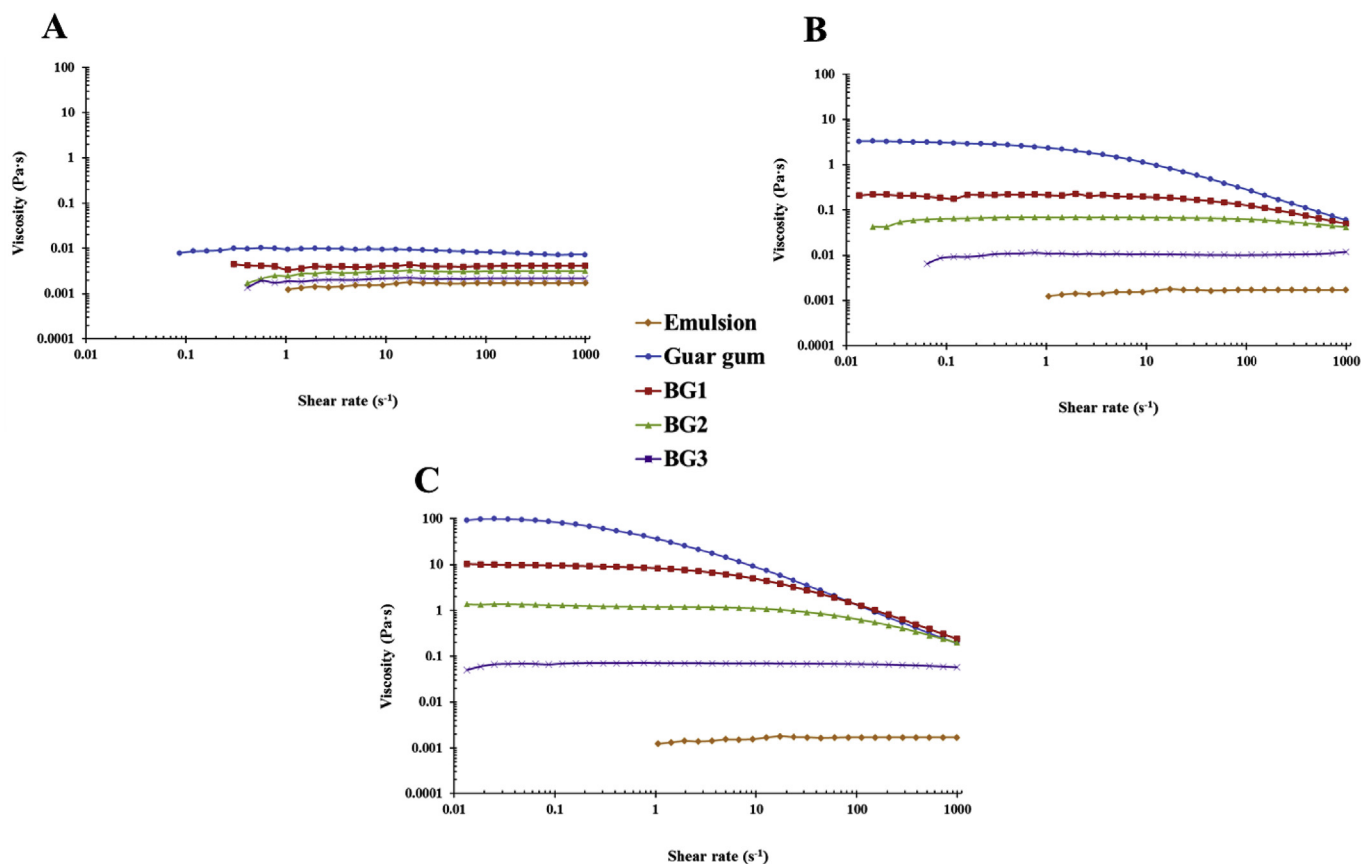 A
100
10
1
0.1
0.01
0.001
0.0001
Viscosity (Pa·s)
0.01 0.1 1 10 100 1000
Shear rate (s-1)
B
100
10
1
0.1
0.01
0.001
0.0001
Viscosity (Pa·s)
0.01 0.1 1 10 100 1000
Shear rate (s-1)
Emulsion
Guar gum
BG1
BG2
BG3
C
100
10
1
0.1
0.01
0.001
0.0001
Viscosity (Pa·s)
0.01 0.1 1 10 100 1000
Shear rate (s-1)